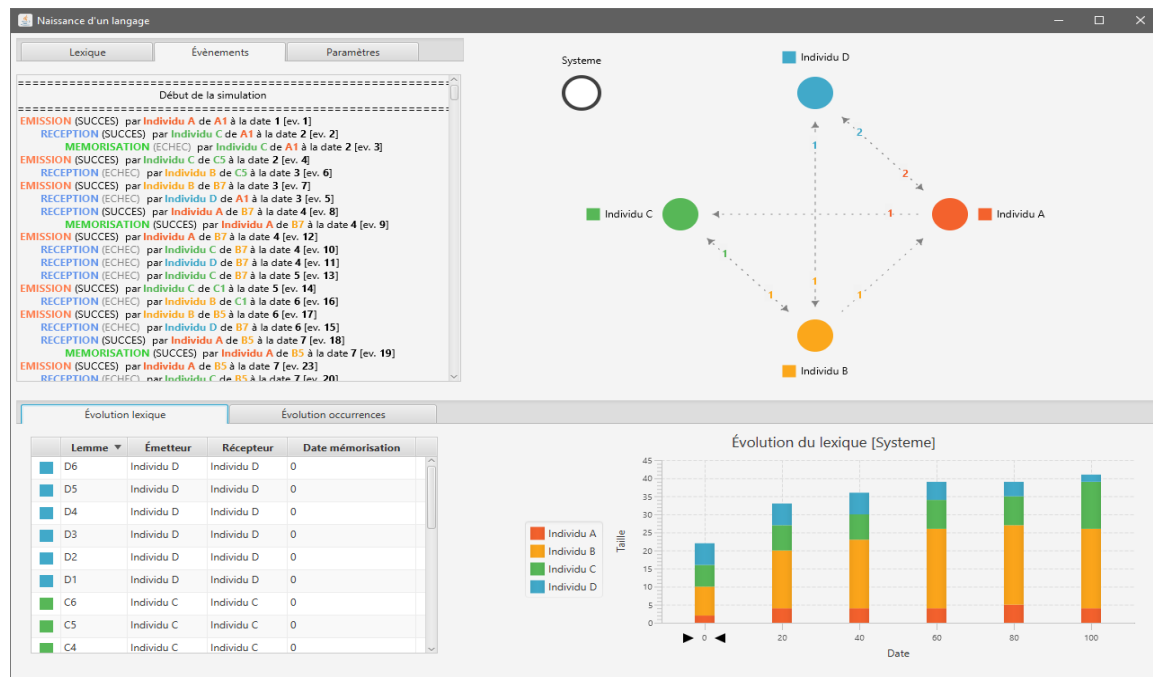 Naissance d'un langage
Lexique Évènements Paramètres
==================================================
Début de la simulation
==================================================
EMISSION (SUCCES) par Individu A de A1 à la date 1 [ev. 1]
RECEPTION (SUCCES) par Individu C de A1 à la date 2 [ev. 2]
MEMORISATION (ECHEC) par Individu C de A1 à la date 2 [ev. 3]
EMISSION (SUCCES) par Individu C de C5 à la date 2 [ev. 4]
RECEPTION (ECHEC) par Individu B de C5 à la date 3 [ev. 6]
EMISSION (SUCCES) par Individu B de B7 à la date 3 [ev. 7]
RECEPTION (ECHEC) par Individu D de A1 à la date 3 [ev. 5]
RECEPTION (SUCCES) par Individu A de B7 à la date 4 [ev. 8]
MEMORISATION (SUCCES) par Individu A de B7 à la date 4 [ev. 9]
EMISSION (SUCCES) par Individu A de B7 à la date 4 [ev. 12]
RECEPTION (ECHEC) par Individu C de B7 à la date 4 [ev. 10]
RECEPTION (ECHEC) par Individu D de B7 à la date 4 [ev. 11]
RECEPTION (ECHEC) par Individu C de B7 à la date 5 [ev. 13]
EMISSION (SUCCES) par Individu C de C1 à la date 5 [ev. 14]
RECEPTION (ECHEC) par Individu B de C1 à la date 6 [ev. 16]
EMISSION (SUCCES) par Individu B de B5 à la date 6 [ev. 17]
RECEPTION (ECHEC) par Individu D de B7 à la date 6 [ev. 15]
RECEPTION (SUCCES) par Individu A de B5 à la date 7 [ev. 18]
MEMORISATION (SUCCES) par Individu A de B5 à la date 7 [ev. 19]
EMISSION (SUCCES) par Individu A de B5 à la date 7 [ev. 23]
RECEPTION (ECHEC) par Individu C de B5 à la date 7 [ev. 20]
Systeme
Individu D
2
1
2
Individu C
1
Individu A
1
1
1
1
Individu B
Évolution lexique Évolution occurrences
Lemme Émetteur Récepteur Date mémorisation
D6 Individu D Individu D 0
D5 Individu D Individu D 0
D4 Individu D Individu D 0
D3 Individu D Individu D 0
D2 Individu D Individu D 0
D1 Individu D Individu D 0
C6 Individu C Individu C 0
C5 Individu C Individu C 0
C4 Individu C Individu C 0
Individu A
Individu B
Individu C
Individu D
Évolution du lexique [Systeme]
Taille
45
40
35
30
25
20
15
10
5
0
0 20 40 60 80 100
Date